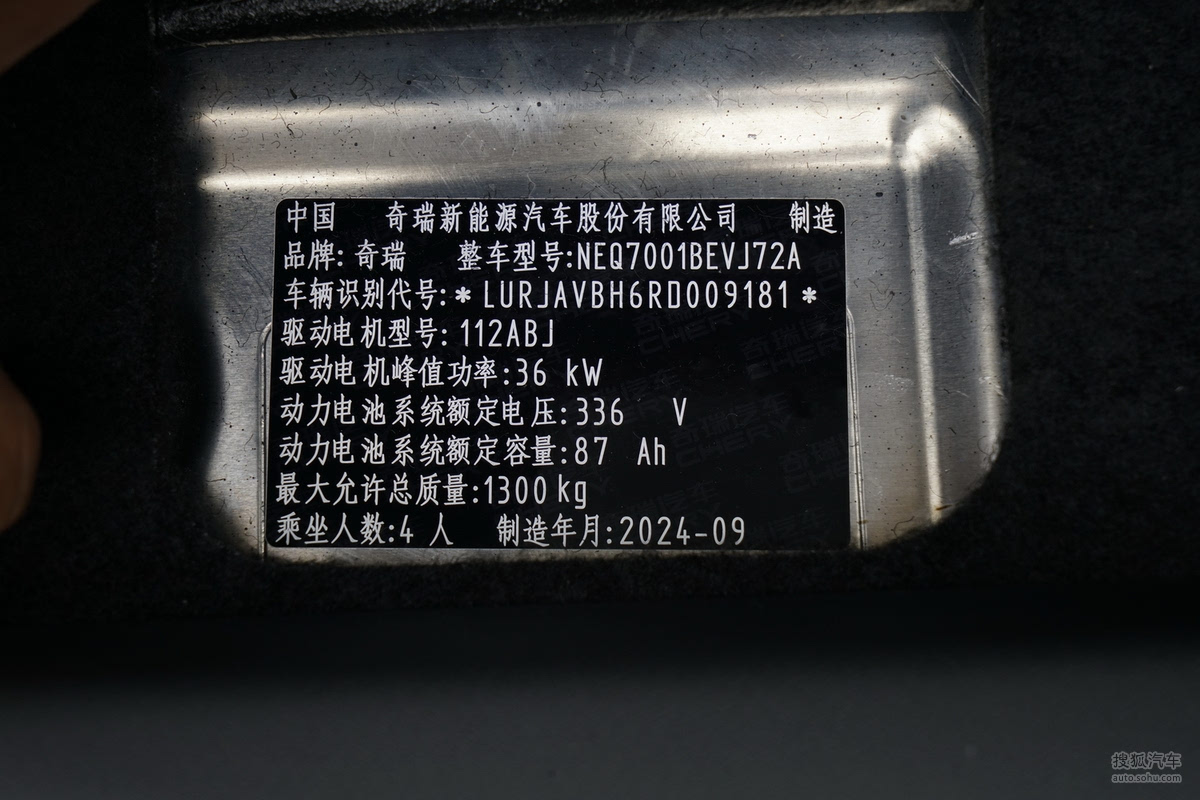 中国 奇瑞新能源汽车股份有限公司 制造
品牌: 奇瑞 整车型号:NEQ7001BEVJ72A
车辆识别代号:*LURJAVBH6RD009181*
驱动电机型号: 112ABJ
驱动电机峰值功率:36 kW
动力电池系统额定电压:336 V
动力电池系统额定容量:87 Ah
最大允许总质量:1300kg
乘坐人数:4 人 制造年月:2024-09
搜狐汽车
auto.sohu.com